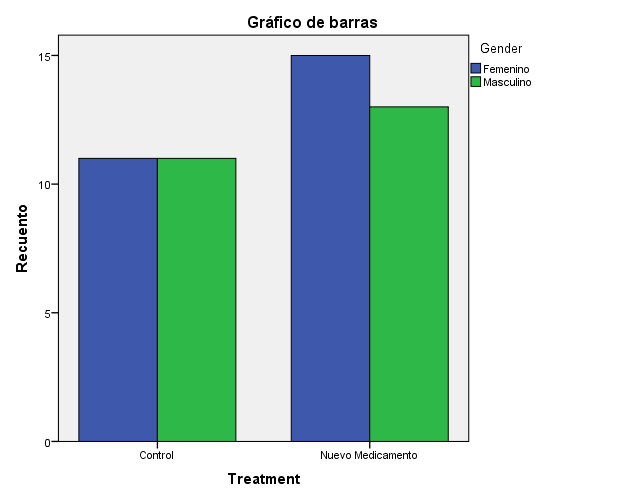 Gráfico de barras
Gender
Femenino
Masculino
Recuento
15
10
5
0
Control
Nuevo Medicamento
Treatment